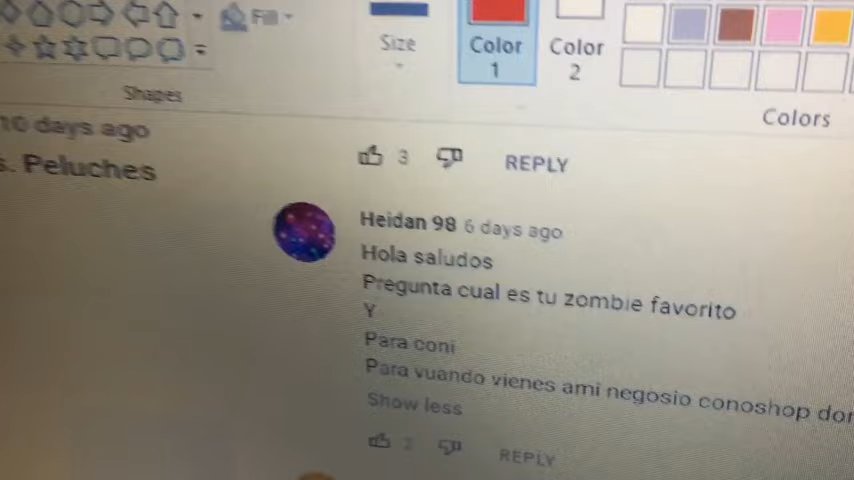 Fill
Size
Color
1
Color
2
Shapes
Colors
10 days ago
s. Peluches
3
REPLY
Heidan 98 6 days ago
Hola saludos
Pregunta cual es tu zombie favorito
Y
Para coni
Para vuando vienes ami negosio conoshop
Show less
2
REPLY